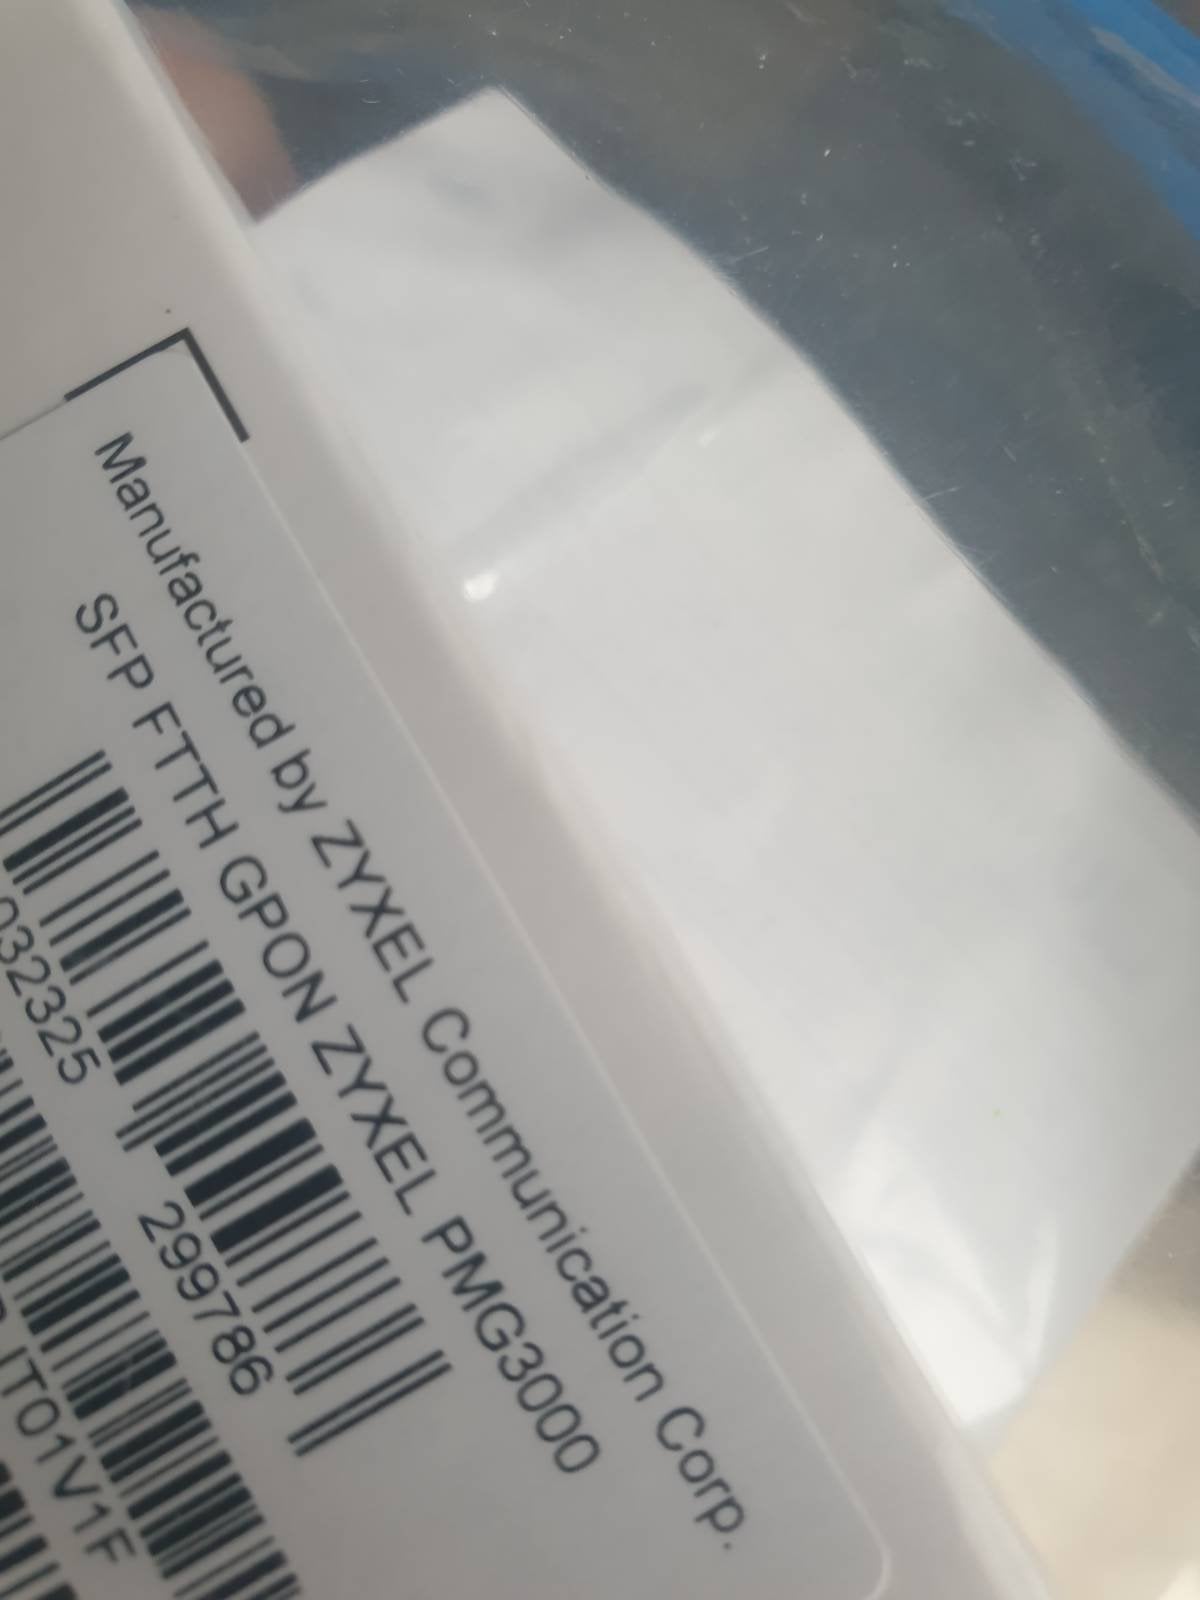 Manufactured by ZYXEL Communication Corp.
SFP FTTH GPON ZYXEL PMG3000
032325 299786
IT01V1F